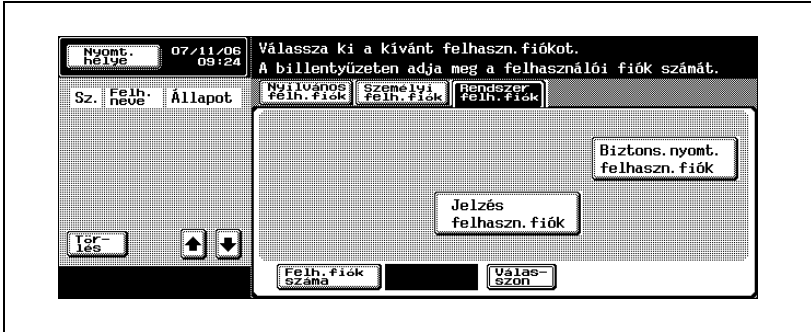 Nyomt.
helye
07/11/06
09:24
Válassza ki a kívánt felhaszn.fiókot.
A billentyűzeten adja meg a felhasználói fiók számát.
Sz.
Felh.
neve
Állapot
Nyilvános
felh.fiók
Személyi
felh.fiók
Rendszer
felh.fiók
Biztons.nyomt.
felhaszn.fiók
Jelzés
felhaszn.fiók
Tör-
lés
Felh.fiók
száma
Válas-
szon